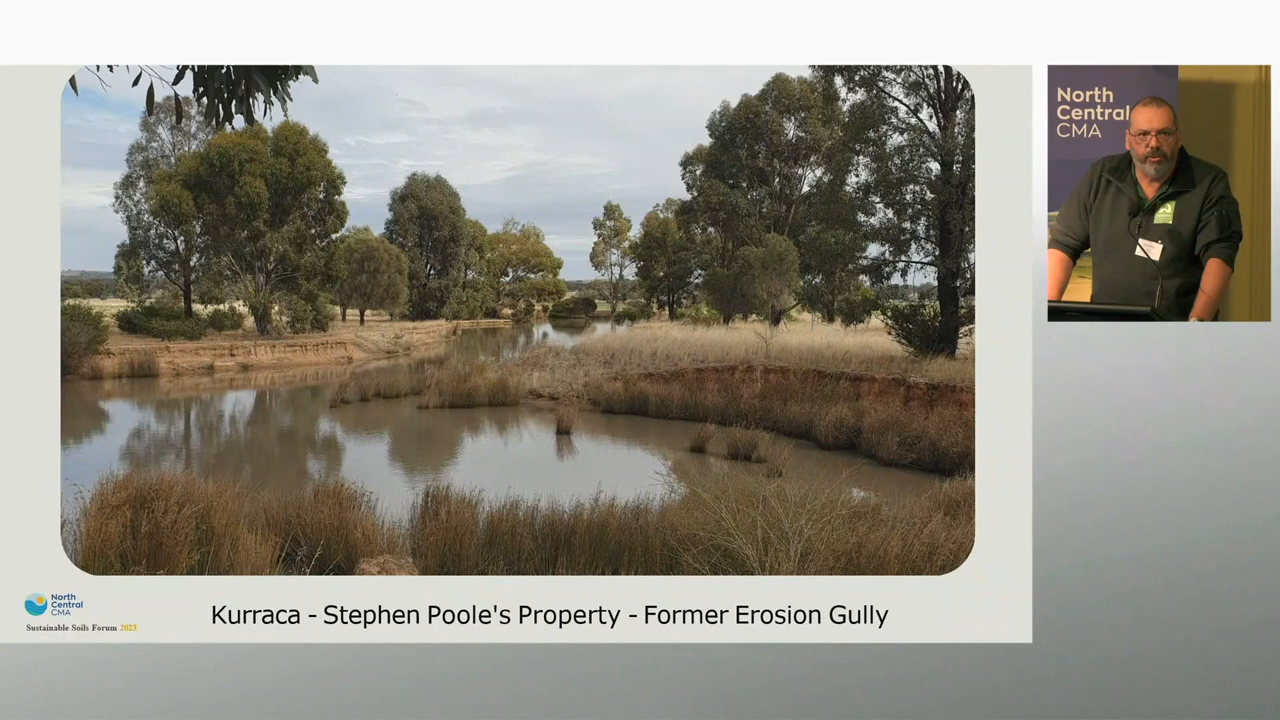 North
Central
CMA
North
Central
CMA
Sustainable Soils Forum 2023
Kurraca - Stephen Poole's Property - Former Erosion Gully